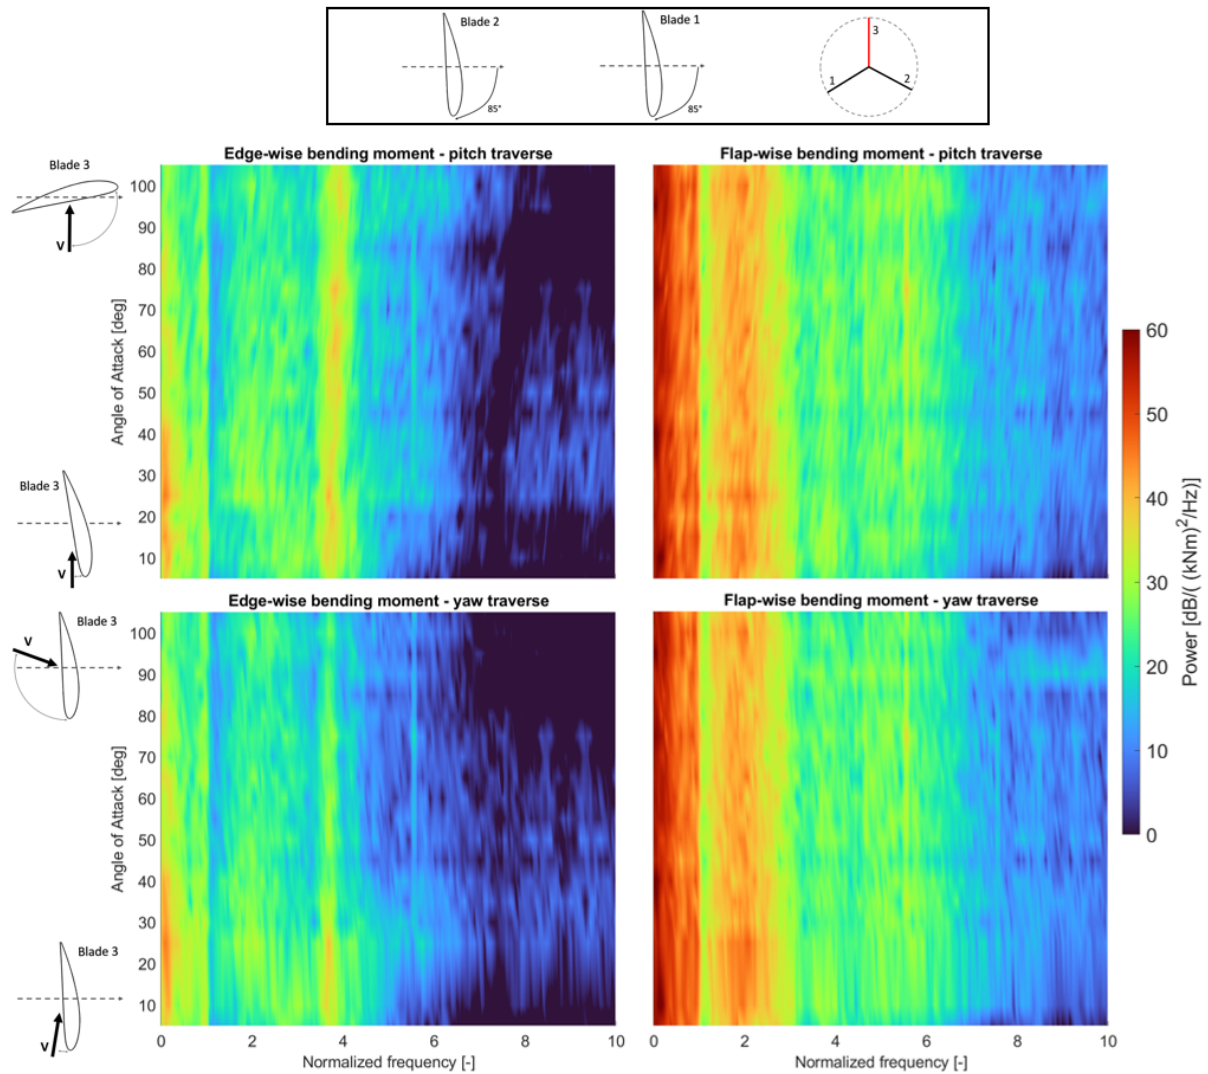 Blade 2
85°
Blade 1
85°
3
1
2
Edge-wise bending moment - pitch traverse
Flap-wise bending moment - pitch traverse
Blade 3
V
Blade 3
V
Angle of Attack [deg]
100
90
80
70
60
50
40
30
20
10
Edge-wise bending moment - yaw traverse
Flap-wise bending moment - yaw traverse
Blade 3
V
Blade 3
V
Angle of Attack [deg]
100
90
80
70
60
50
40
30
20
10
0 2 4 6 8 10
Normalized frequency [-]
0 2 4 6 8 10
Normalized frequency [-]
60
50
40
30
20
10
0
Power [dB/( (kNm)^2/Hz)]